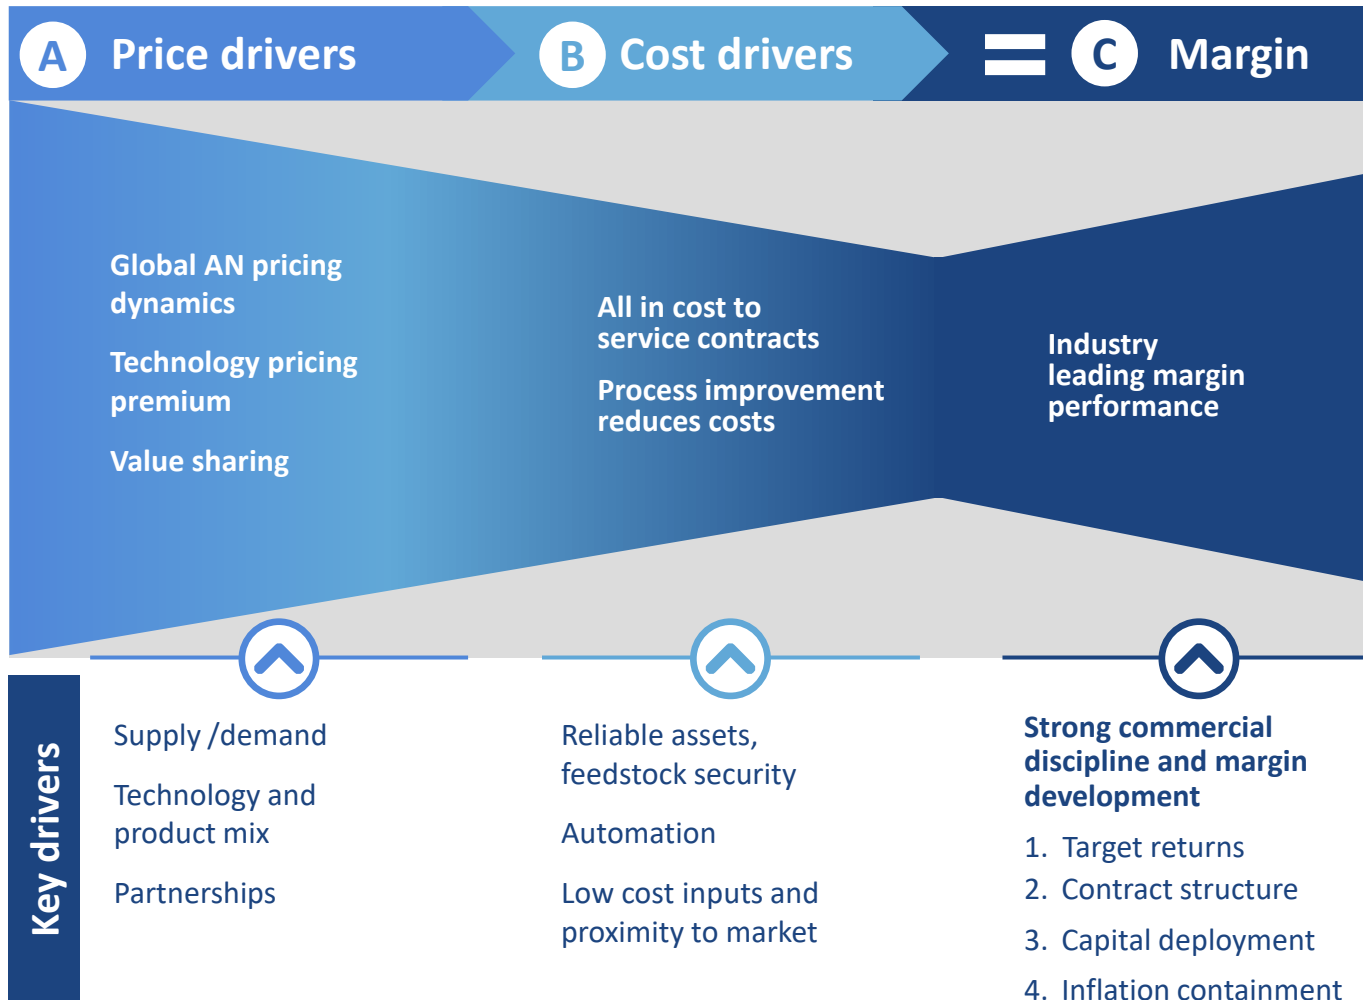 A Price drivers
B Cost drivers
= C Margin
Global AN pricing
dynamics
Technology pricing
premium
Value sharing
All in cost to
service contracts
Process improvement
reduces costs
Industry
leading margin
performance
Key drivers
Supply /demand
Technology and
product mix
Partnerships
Reliable assets,
feedstock security
Automation
Low cost inputs and
proximity to market
Strong commercial
discipline and margin
development
1. Target returns
2. Contract structure
3. Capital deployment
4. Inflation containment